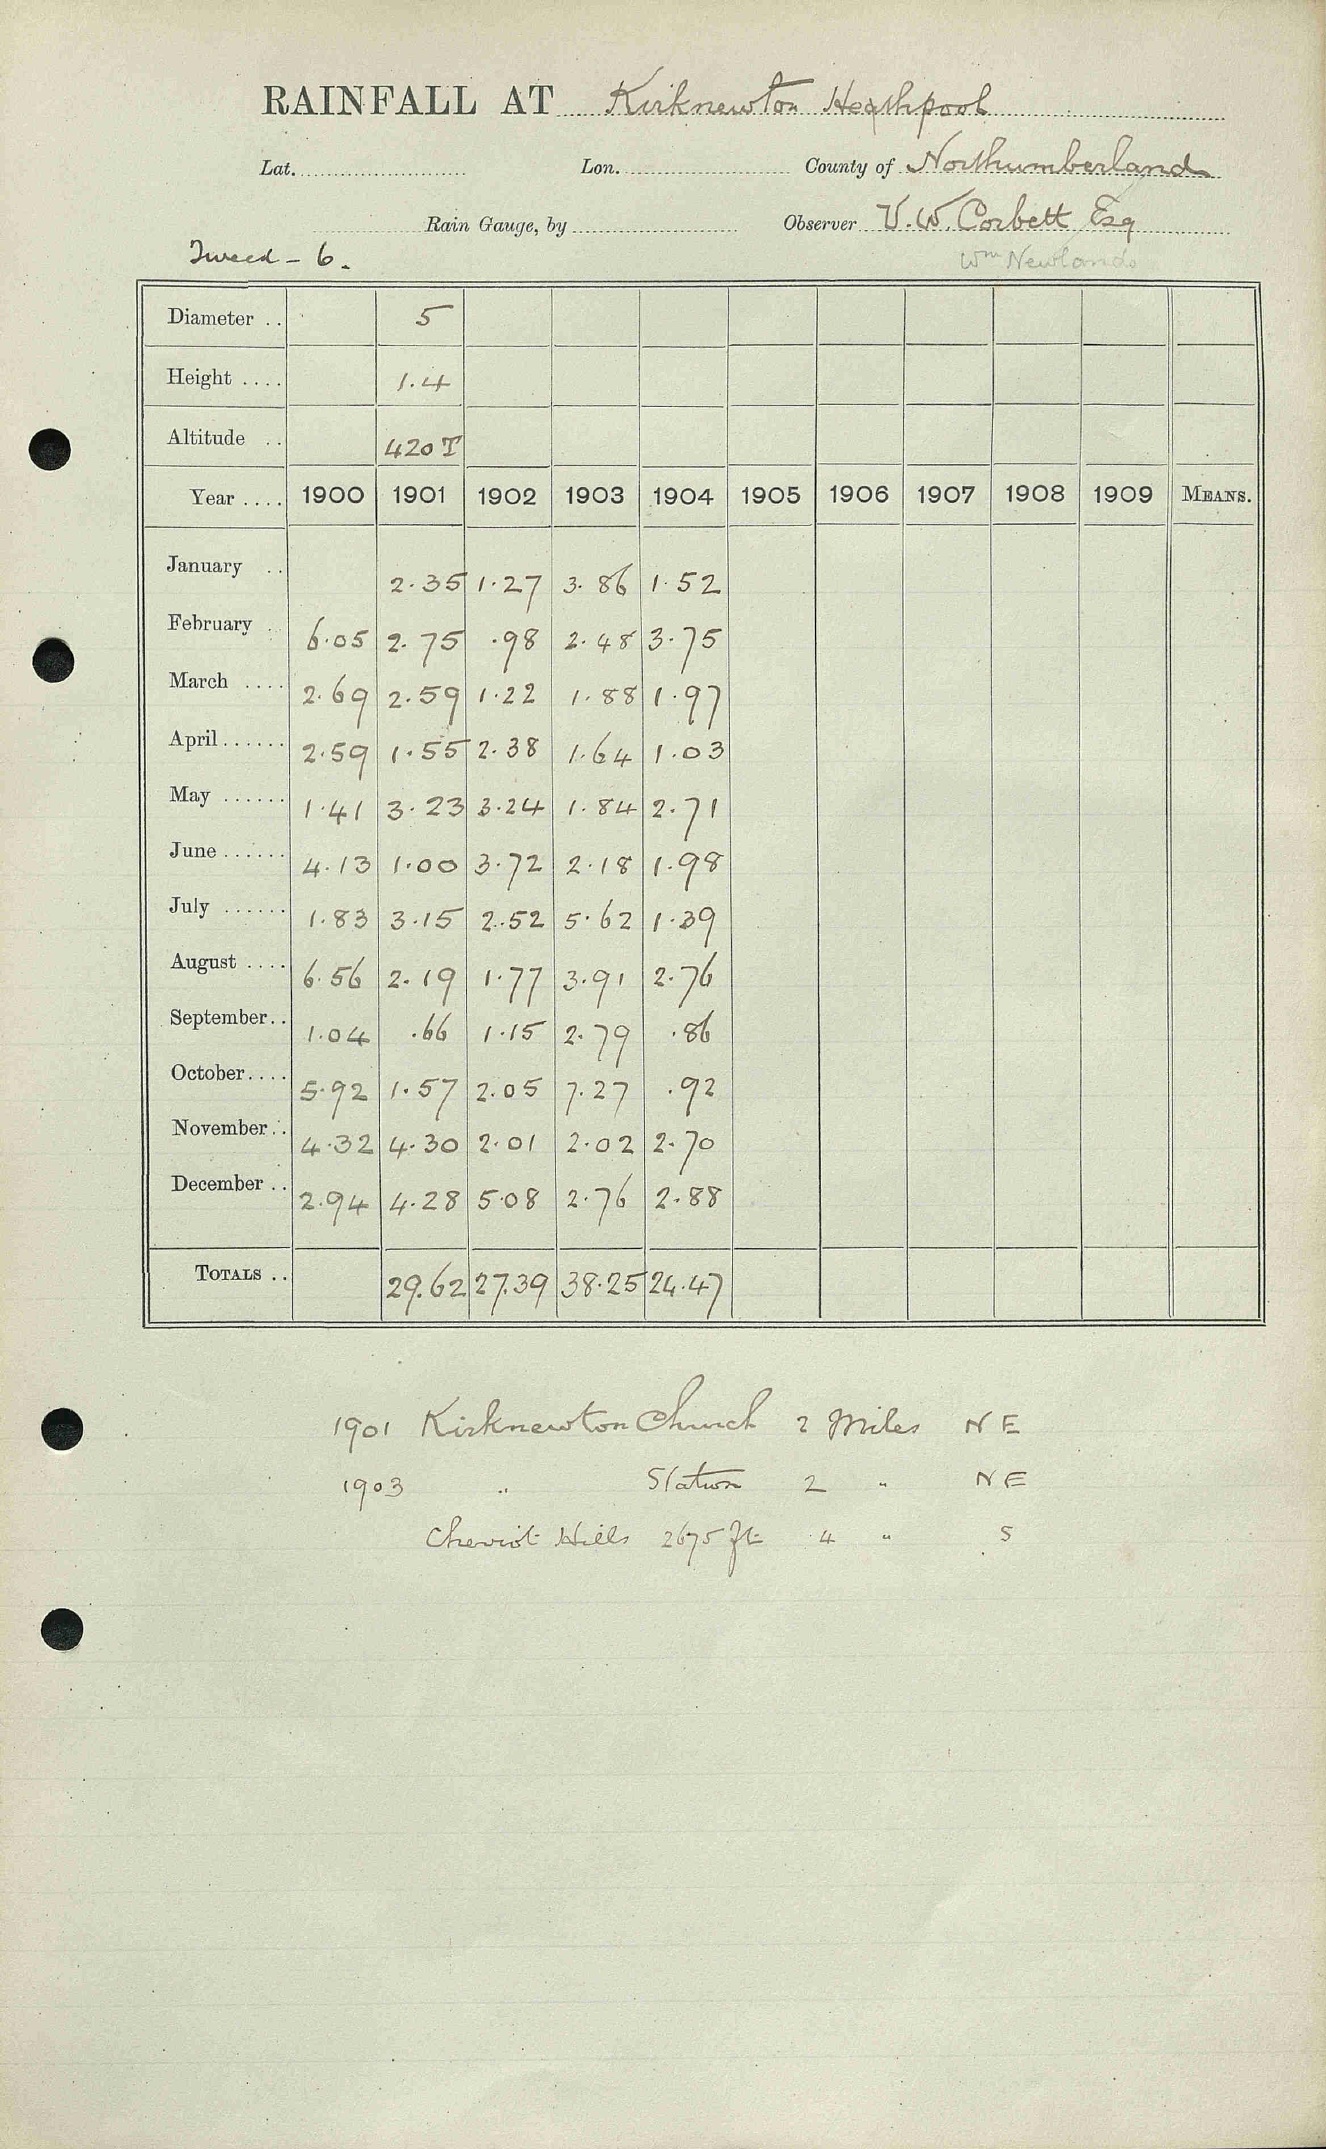 RAINFALL AT Kirknewton Heathpool
Lat. Lon. County of Northumberland
Rain Gauge, by Observer V. W. Corbett Esq
Tweed - 6. Wm Newlands
Diameter .. 5
Height .... 1.4
Altitude .. 420 T
Year .... 1900 1901 1902 1903 1904 1905 1906 1907 1908 1909 MEANS.
January .. 2.35 1.27 3.86 1.52
February .. 6.05 2.75 .98 2.48 3.75
March .... 2.69 2.59 1.22 1.88 1.97
April ...... 2.59 1.55 2.38 1.64 1.03
May ...... 1.41 3.23 3.24 1.84 2.71
June ...... 4.13 1.00 3.72 2.18 1.98
July ...... 1.83 3.15 2.52 5.62 1.39
August .... 6.56 2.19 1.77 3.91 2.76
September.. 1.04 .66 1.15 2.79 .86
October.... 5.92 1.57 2.05 7.27 .92
November.. 4.32 4.30 2.01 2.02 2.70
December .. 2.94 4.28 5.08 2.76 2.88
TOTALS .. 29.62 27.39 38.25 24.47
1901 Kirknewton Church 2 Miles NE
1903 " Station 2 " NE
Cheviot Hills 2675 ft 4 " S